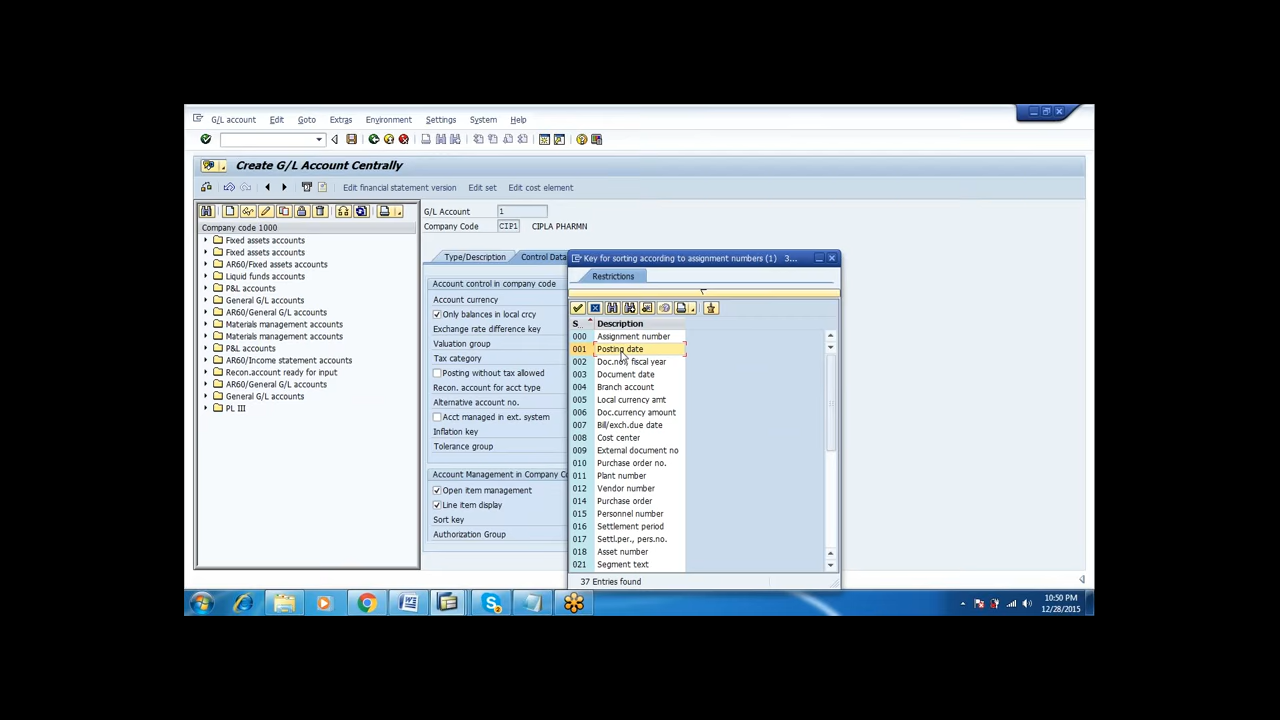 G/L account Edit Goto Extras Environment Settings System Help
Create G/L Account Centrally
Edit financial statement version Edit set Edit cost element
Company code 1000
Fixed assets accounts
Fixed assets accounts
AR60/Fixed assets accounts
Liquid funds accounts
P&L accounts
General G/L accounts
AR60/General G/L accounts
Materials management accounts
Materials management accounts
P&L accounts
AR60/Income statement accounts
Recon.account ready for input
AR60/General G/L accounts
General G/L accounts
PL III
G/L Account 1
Company Code CIP1 CIPLA PHARMN
Type/Description Control Data
Account control in company code
Account currency
Only balances in local crcy
Exchange rate difference key
Valuation group
Tax category
Posting without tax allowed
Recon. account for acct type
Alternative account no.
Acct managed in ext. system
Inflation key
Tolerance group
Account Management in Company Co
Open item management
Line item display
Sort key
Authorization Group
Key for sorting according to assignment numbers (1) 3...
Restrictions
S... Description
000 Assignment number
001 Posting date
002 Doc.no., fiscal year
003 Document date
004 Branch account
005 Local currency amt
006 Doc.currency amount
007 Bill/exch.due date
008 Cost center
009 External document no
010 Purchase order no.
011 Plant number
012 Vendor number
014 Purchase order
015 Personnel number
016 Settlement period
017 Settl.per., pers.no.
018 Asset number
021 Segment text
37 Entries found
10:50 PM
12/28/2015